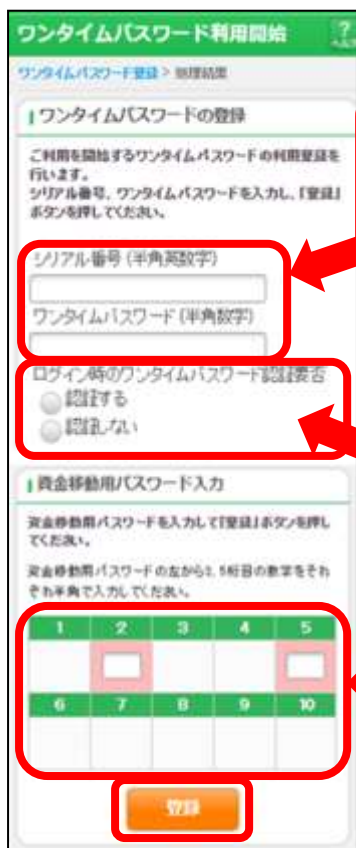 ワンタイムパスワード利用開始
?
ワンタイムパスワード登録 > 処理結果
ワンタイムパスワードの登録
ご利用を開始するワンタイムパスワードの利用登録を
行います。
シリアル番号、ワンタイムパスワードを入力し、「登録」
ボタンを押してください。
シリアル番号(半角英数字)
ワンタイムパスワード(半角数字)
ログイン時のワンタイムパスワード認証要否
認証する
認証しない
資金移動用パスワード入力
資金移動用パスワードを入力して「登録」ボタンを押し
てください。
資金移動用パスワードの左から2, 5桁目の数字をそれ
ぞれ半角で入力してください。
1 2 3 4 5
6 7 8 9 10
登録